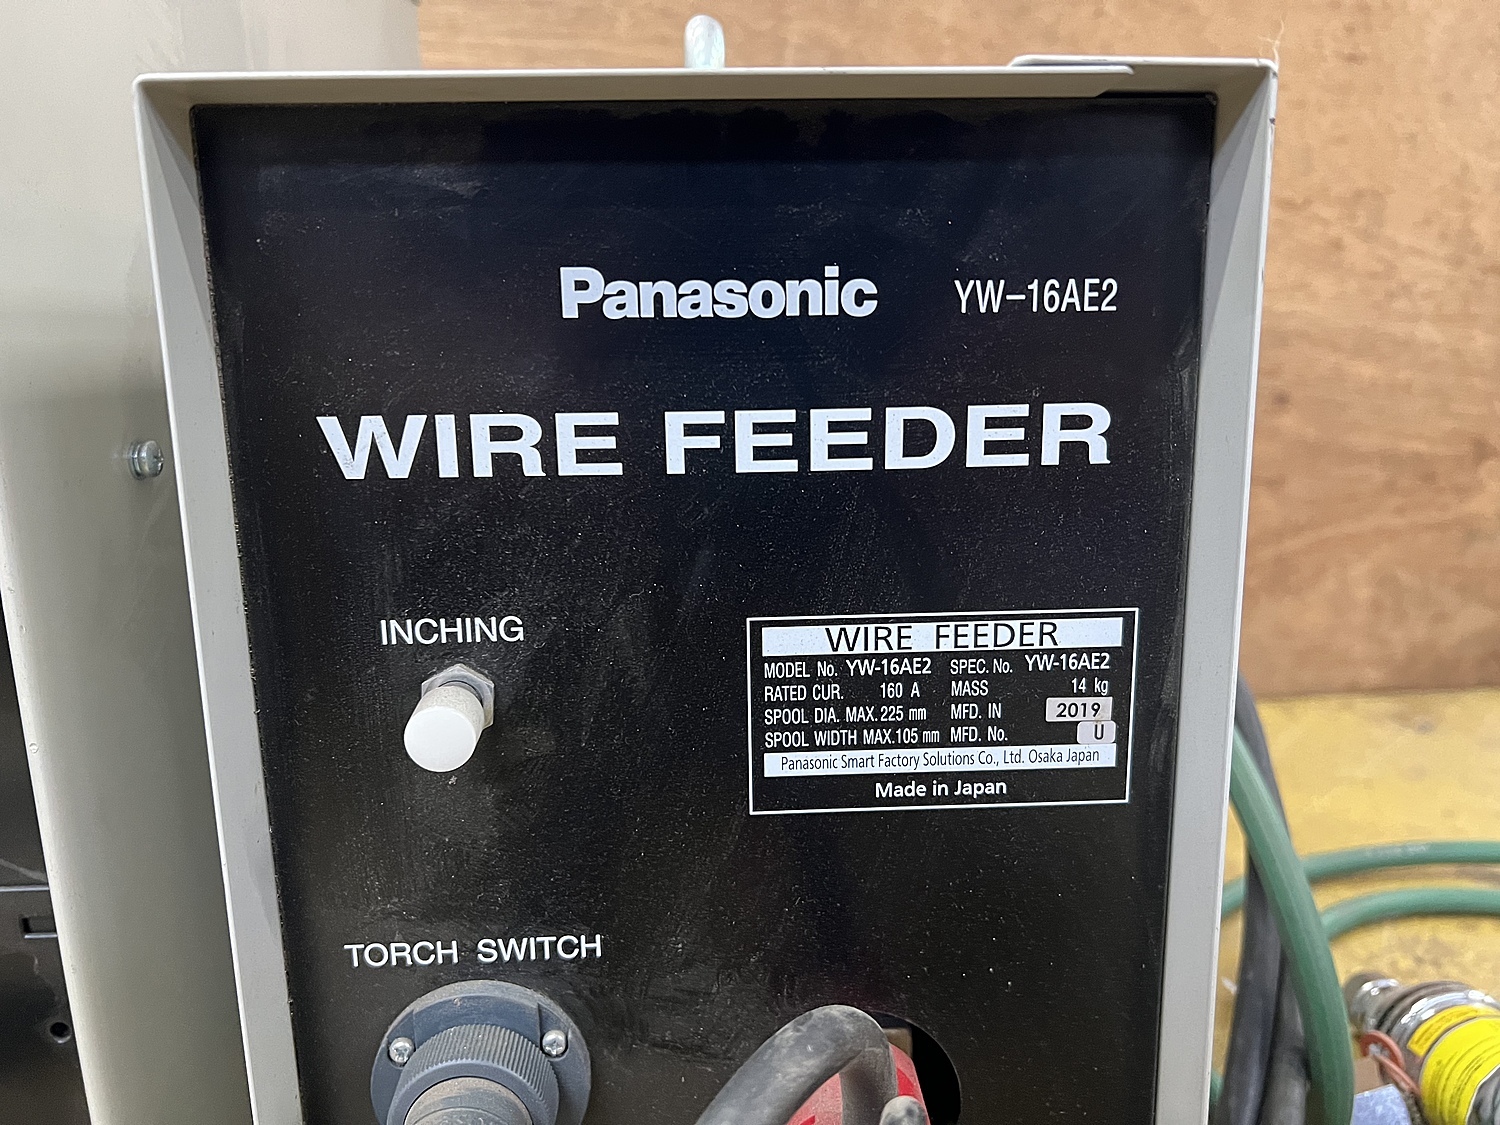 Panasonic YW-16AE2
WIRE FEEDER
INCHING
WIRE FEEDER
MODEL No. YW-16AE2 SPEC. No. YW-16AE2
RATED CUR. 160 A MASS 14 kg
SPOOL DIA. MAX. 225 mm MFD. IN 2019
SPOOL WIDTH MAX. 105 mm MFD. No. U
Panasonic Smart Factory Solutions Co., Ltd. Osaka Japan
Made in Japan
TORCH SWITCH